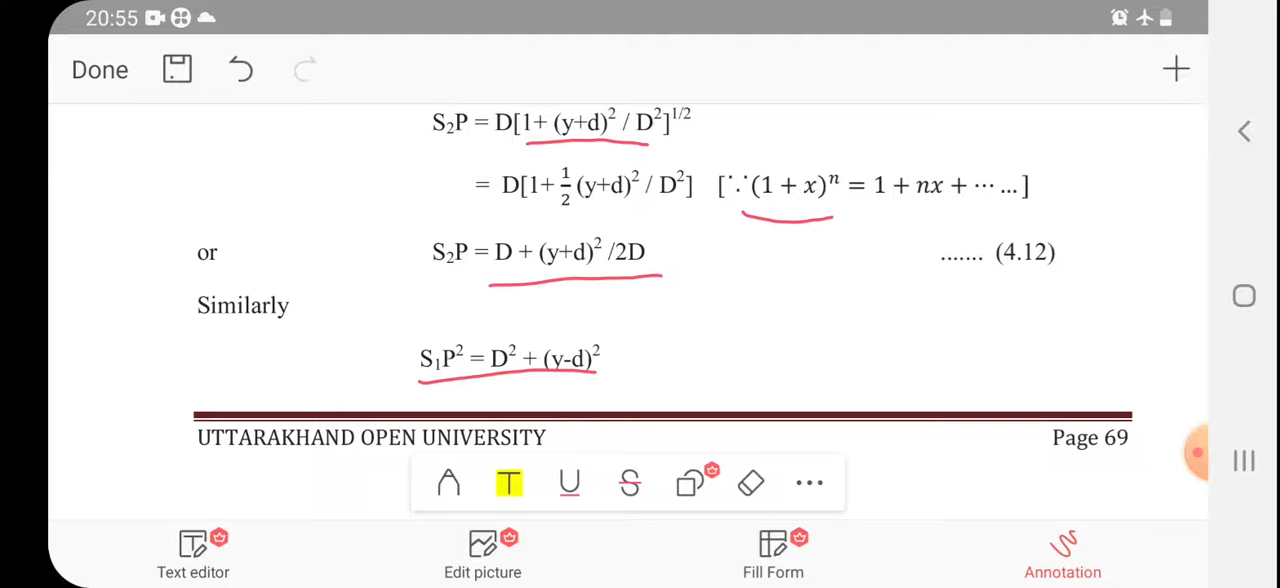 20:55
Done
S₂P = D[1+ (y+d)² / D²]^1/2
= D[1+ 1/2 (y+d)² / D²] [∵(1 + x)ⁿ = 1 + nx + ⋯ …]
or S₂P = D + (y+d)² /2D ....... (4.12)
Similarly
S₁P² = D² + (y-d)²
UTTARAKHAND OPEN UNIVERSITY Page 69
T U S
Text editor Edit picture Fill Form Annotation